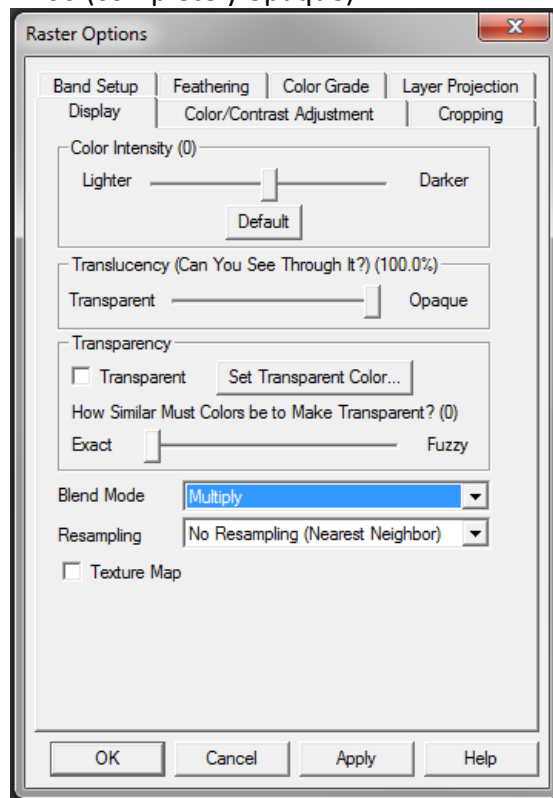 100 (completely opaque)
Raster Options
Band Setup Feathering Color Grade Layer Projection
Display Color/Contrast Adjustment Cropping
Color Intensity (0)
Lighter Darker
Default
Translucency (Can You See Through It?) (100.0%)
Transparent Opaque
Transparency
Transparent Set Transparent Color...
How Similar Must Colors be to Make Transparent? (0)
Exact Fuzzy
Blend Mode Multiply
Resampling No Resampling (Nearest Neighbor)
Texture Map
OK Cancel Apply Help